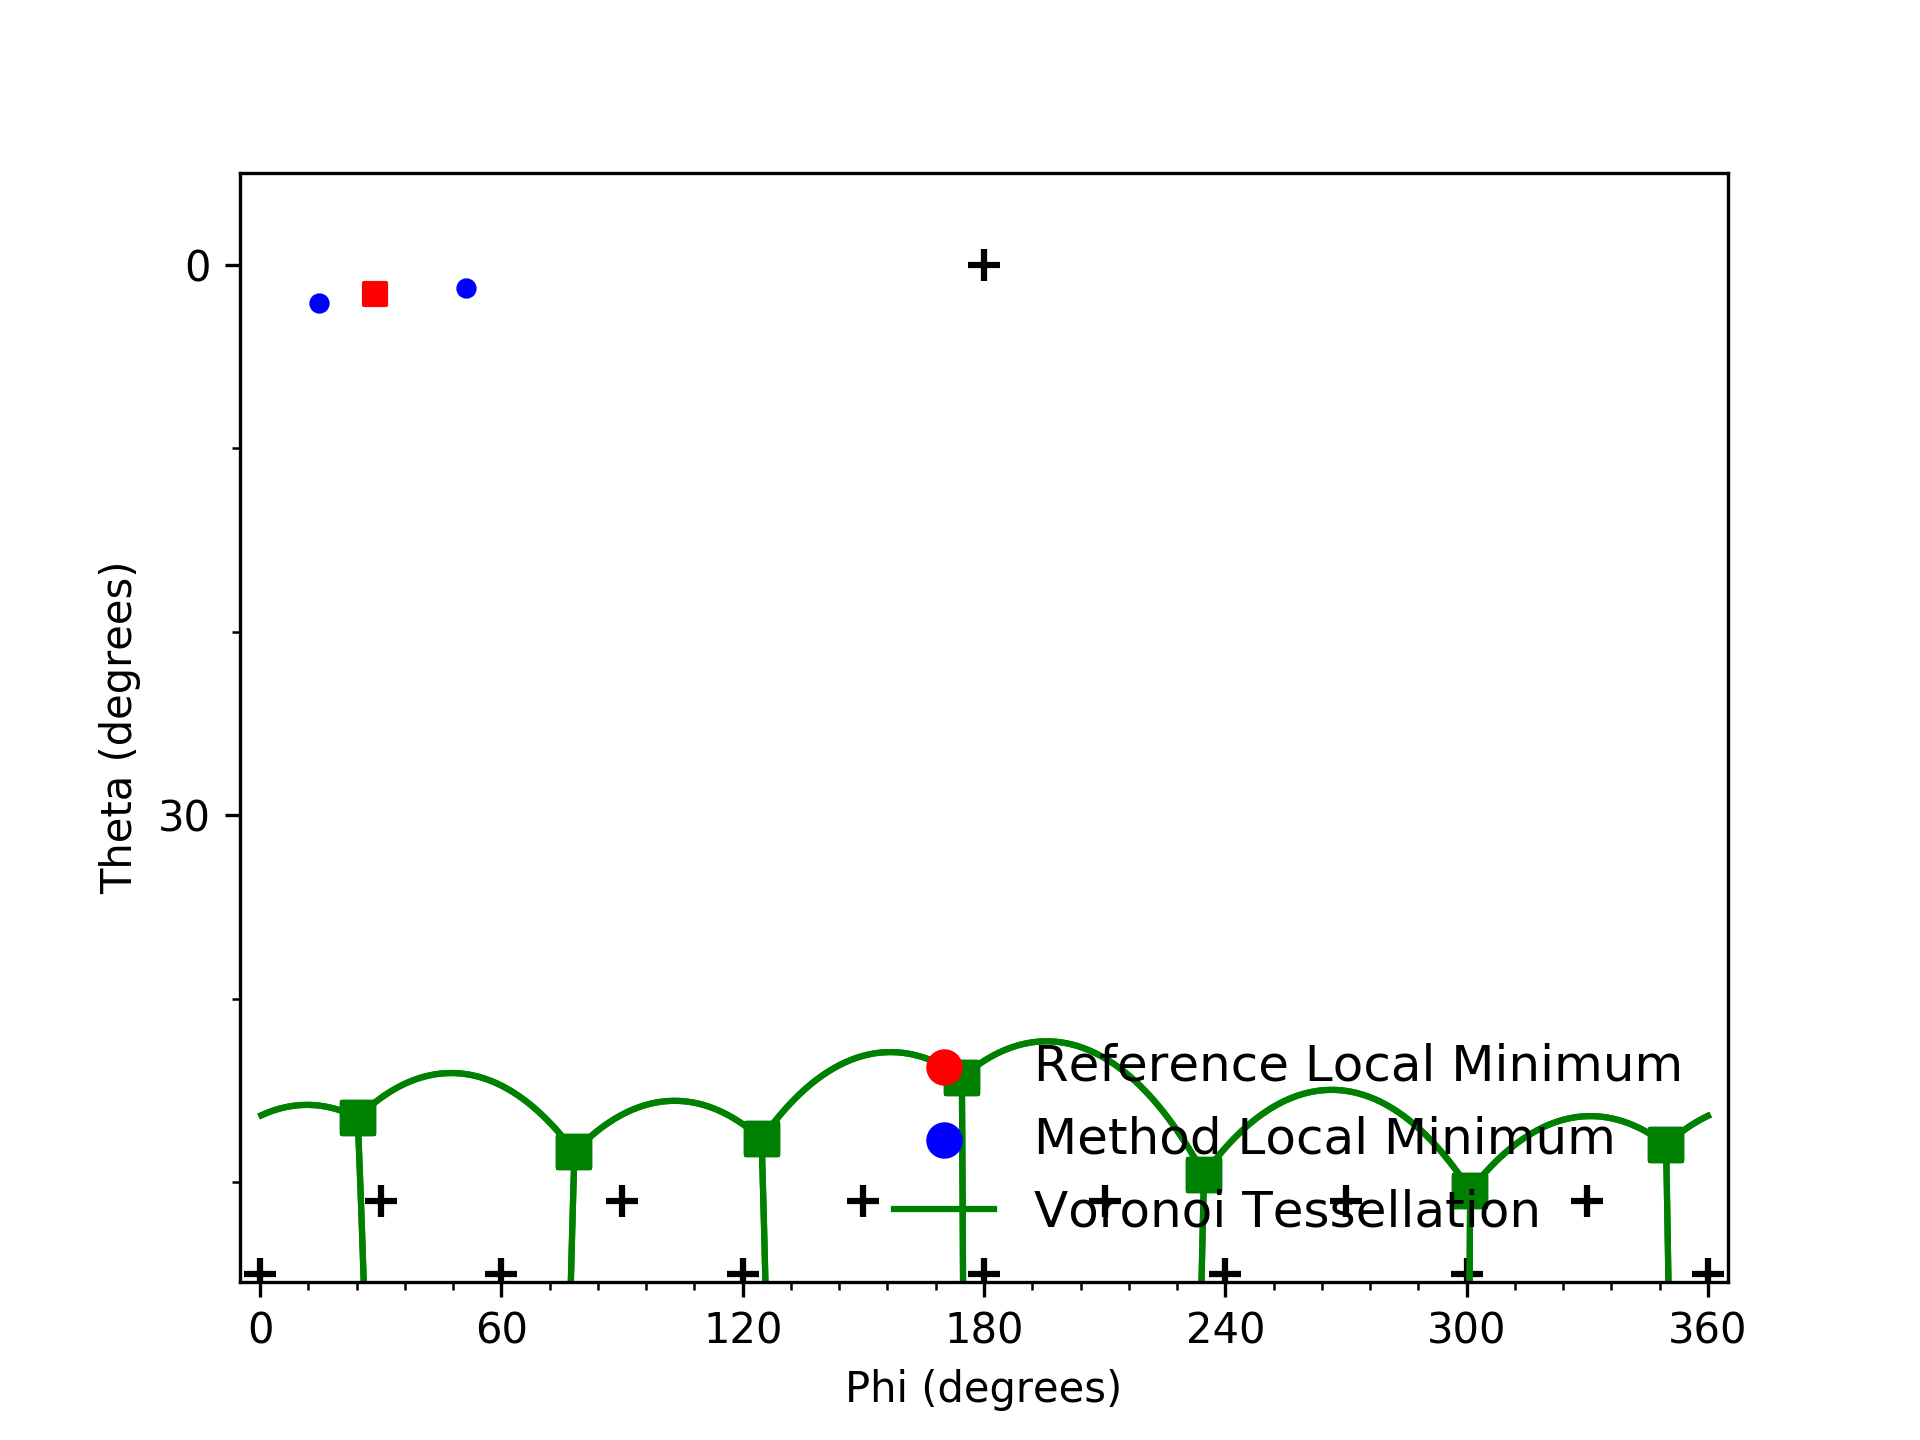 0
30
Theta (degrees)
Reference Local Minimum
Method Local Minimum
Voronoi Tessellation
0 60 120 180 240 300 360
Phi (degrees)